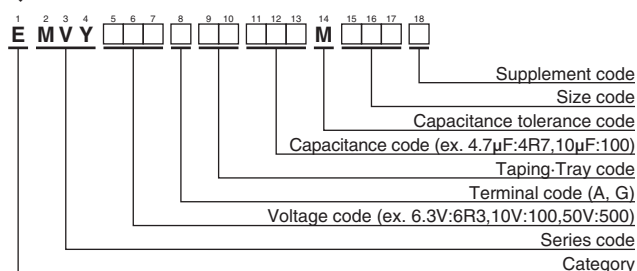 1 2 3 4 5 6 7 8 9 10 11 12 13 14 15 16 17 18
E M V Y M
Supplement code
Size code
Capacitance tolerance code
Capacitance code (ex. 4.7μF:4R7,10μF:100)
Taping·Tray code
Terminal code (A, G)
Voltage code (ex. 6.3V:6R3,10V:100,50V:500)
Series code
Category